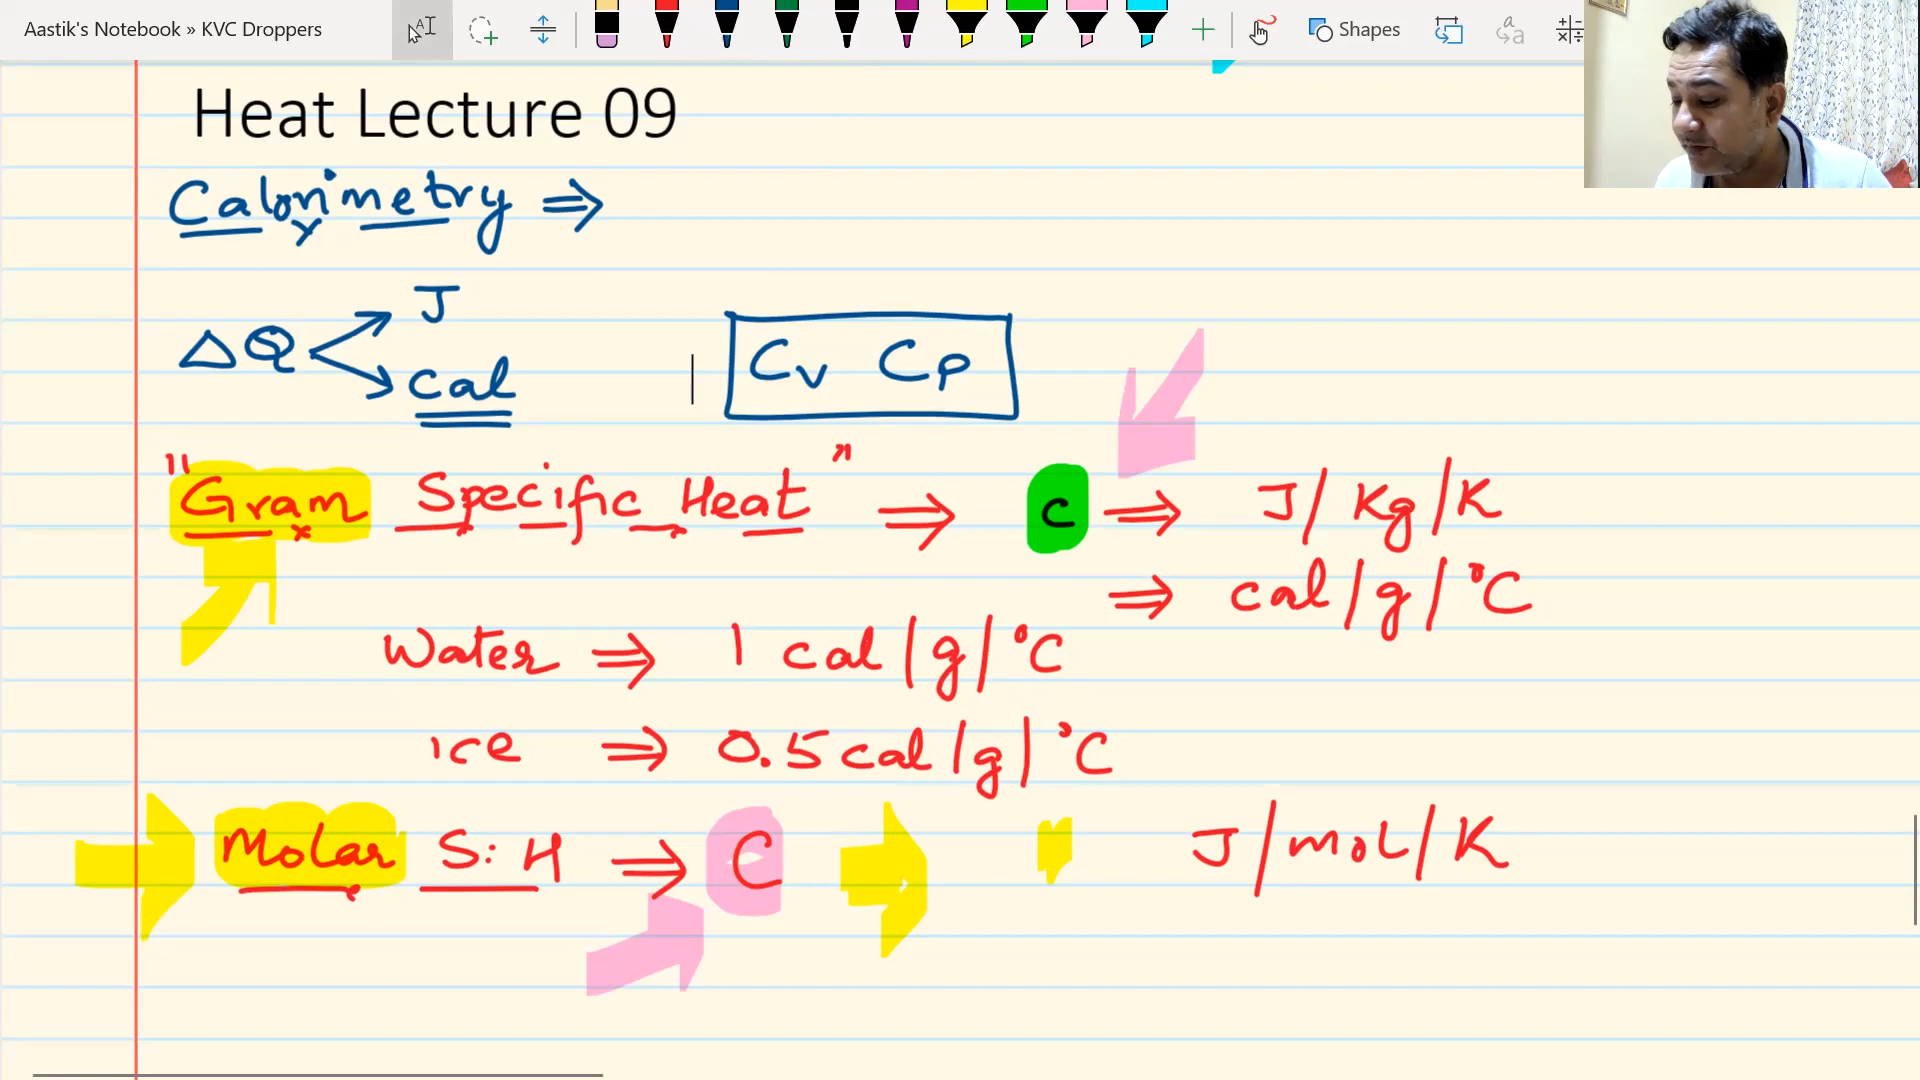 Aastik's Notebook » KVC Droppers
Shapes
Heat Lecture 09
Calorimetry ⇒
ΔQ J
Cal
Cv Cp
"Gram Specific Heat" ⇒ c ⇒ J/Kg/K
⇒ cal/g/°C
Water ⇒ 1 cal/g/°C
ice ⇒ 0.5 cal/g/°C
Molar S.H ⇒ C J/mol/K